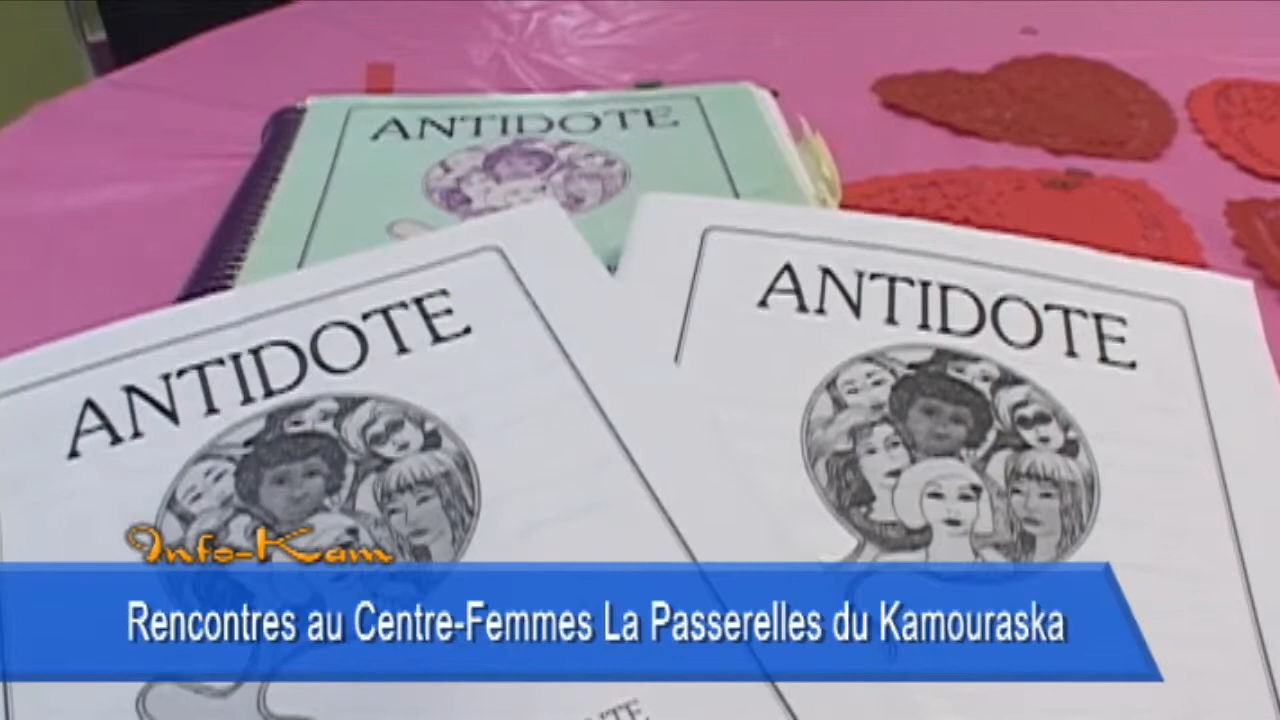 ANTIDOTE
ANTIDOTE
ANTIDOTE
Info-Kam
Rencontres au Centre-Femmes La Passerelles du Kamouraska